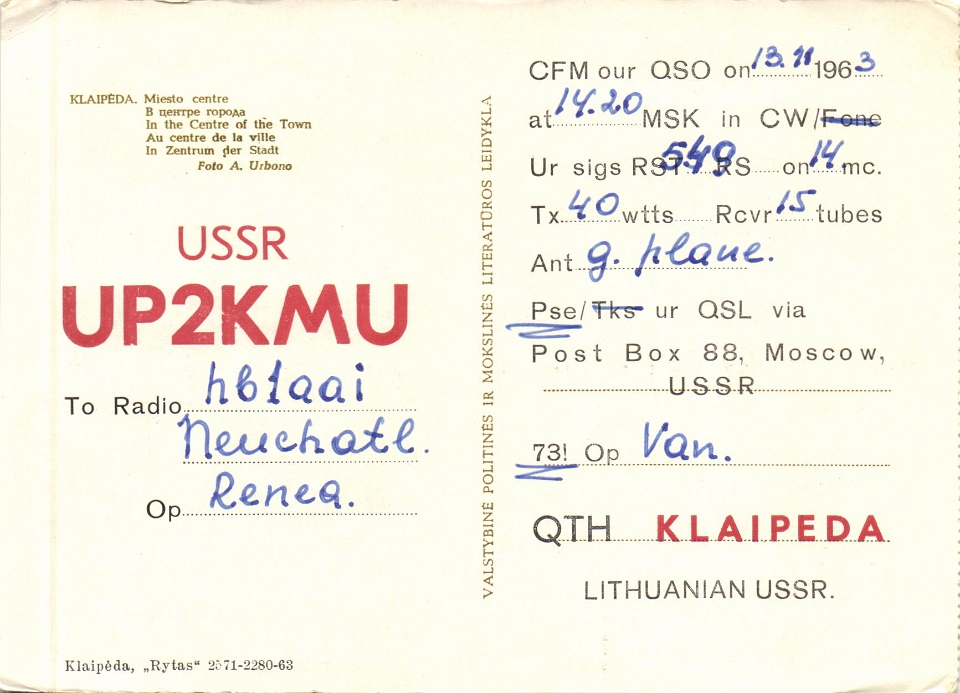 KLAIPĖDA. Miesto centre
В центре города
In the Centre of the Town
Au centre de la ville
In Zentrum der Stadt
Foto A. Urbono
USSR
UP2KMU
To Radio hb1aai
Neuchatl.
Op Renea.
Klaipėda, „Rytas“ 2571-2280-63
VALSTYBINĖ POLITINĖS IR MOKSLINĖS LITERATŪROS LEIDYKLA
CFM our QSO on 13.11 1963
at 14.20 MSK in CW/Fone
Ur sigs RST 549 RS on 14. mc.
Tx 40 wtts Rcvr 15 tubes
Ant g. plane.
Pse/Tks ur QSL via
Post Box 88, Moscow,
USSR
73! Op Van.
QTH KLAIPEDA
LITHUANIAN USSR.